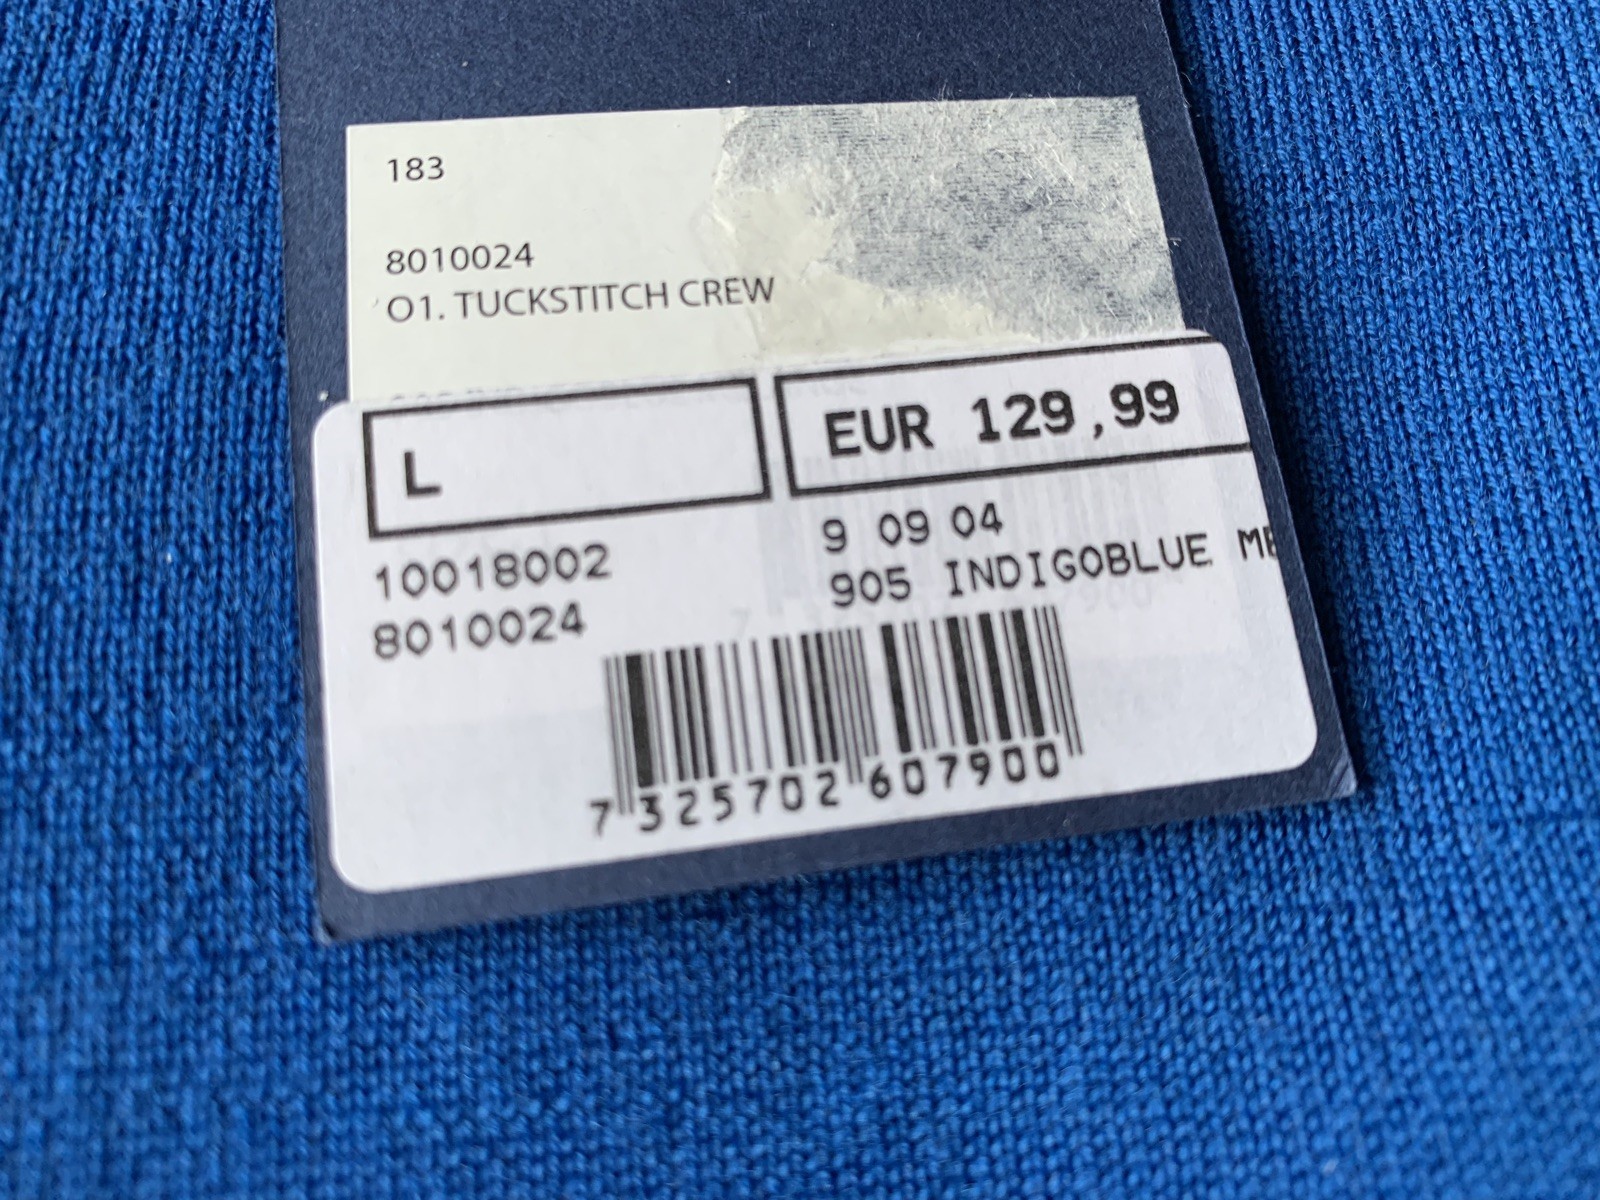 183
8010024
O1. TUCKSTITCH CREW
L
EUR 129,99
10018002
9 09 04
8010024
905 INDIGOBLUE
7 325702 607900